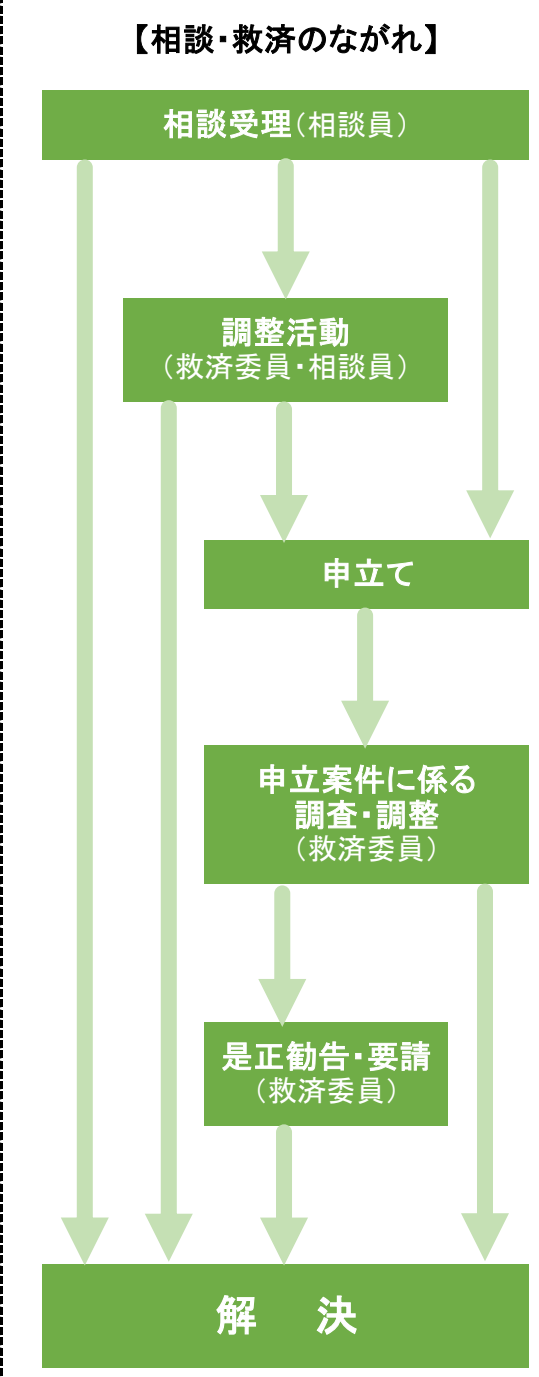 【相談・救済のながれ】
相談受理（相談員）
調整活動
（救済委員・相談員）
申立て
申立案件に係る
調査・調整
（救済委員）
是正勧告・要請
（救済委員）
解　決